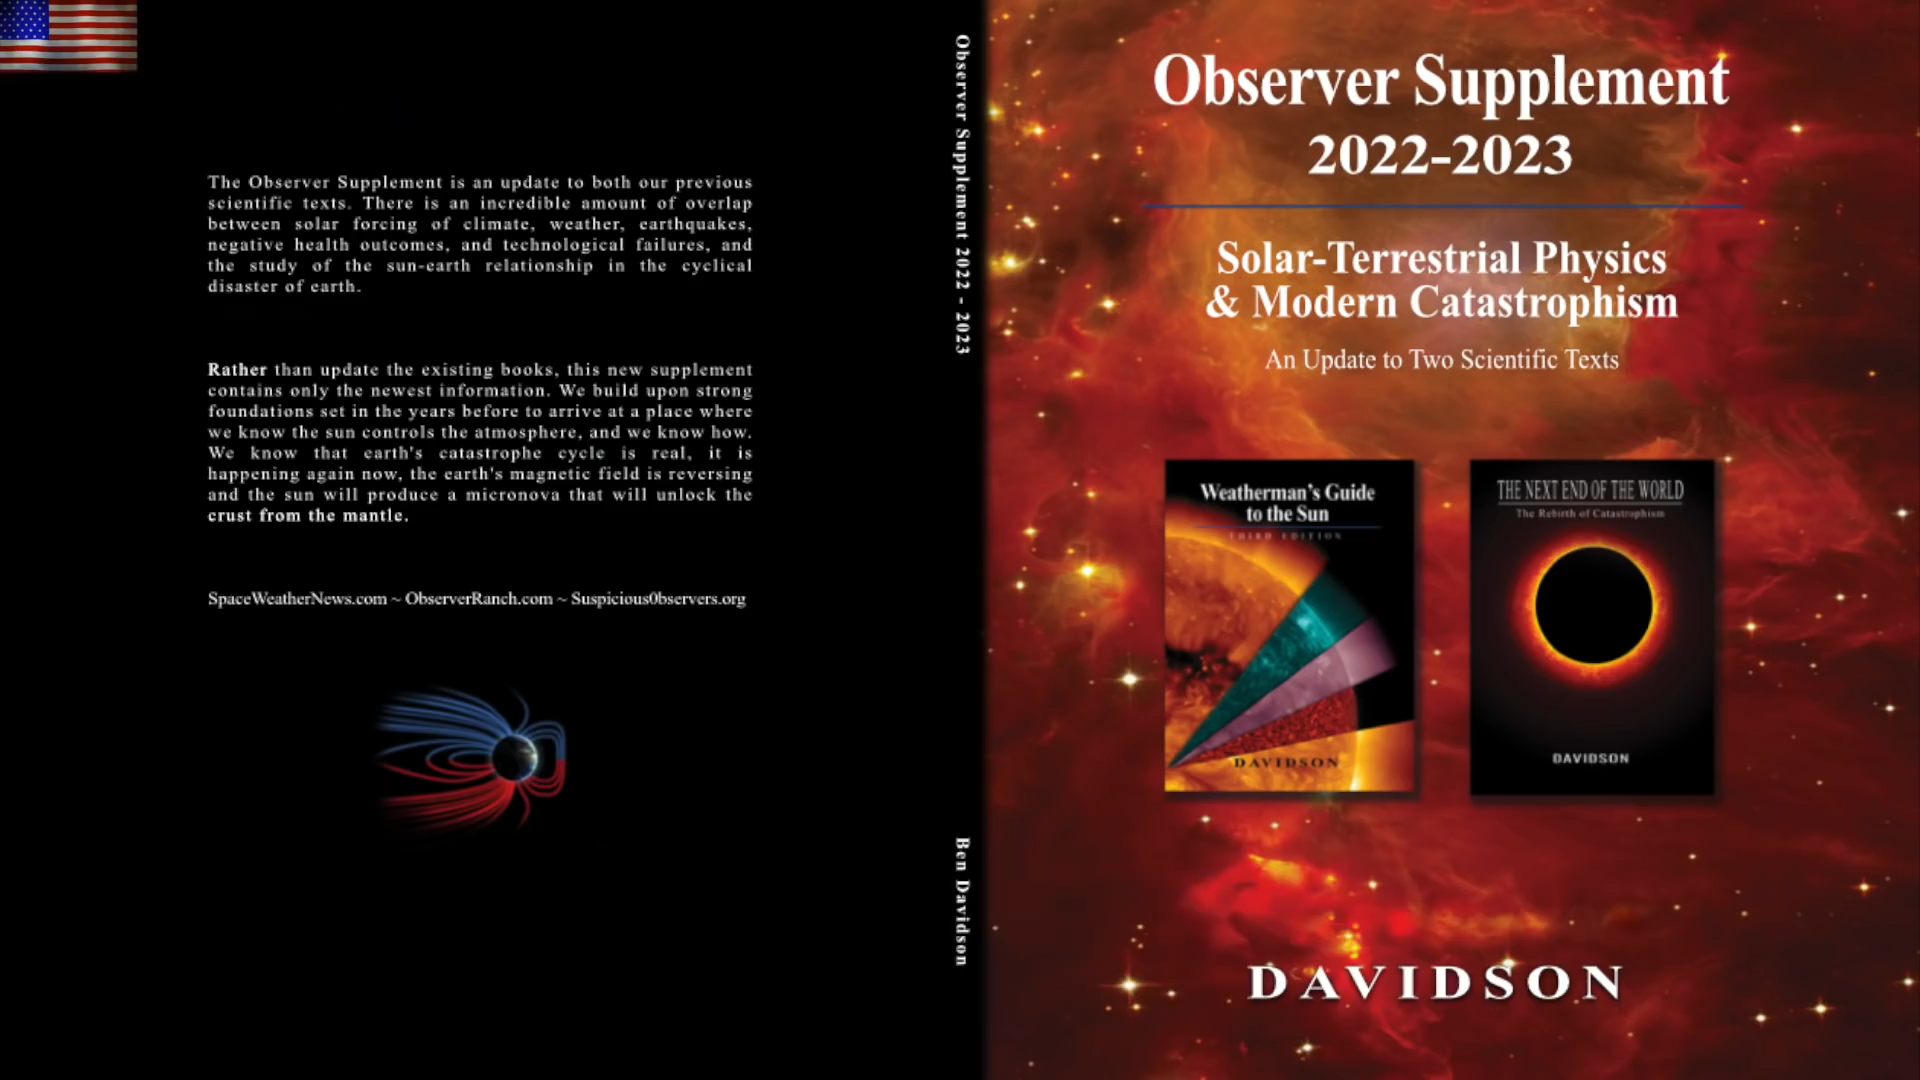 The Observer Supplement is an update to both our previous
scientific texts. There is an incredible amount of overlap
between solar forcing of climate, weather, earthquakes,
negative health outcomes, and technological failures, and
the study of the sun-earth relationship in the cyclical
disaster of earth.
Rather than update the existing books, this new supplement
contains only the newest information. We build upon strong
foundations set in the years before to arrive at a place where
we know the sun controls the atmosphere, and we know how.
We know that earth's catastrophe cycle is real, it is
happening again now, the earth's magnetic field is reversing
and the sun will produce a micronova that will unlock the
crust from the mantle.
SpaceWeatherNews.com ~ ObserverRanch.com ~ Suspicious0bservers.org
Observer Supplement 2022 - 2023
Ben Davidson
Observer Supplement
2022-2023
Solar-Terrestrial Physics
& Modern Catastrophism
An Update to Two Scientific Texts
Weatherman's Guide
to the Sun
THIRD EDITION
DAVIDSON
THE NEXT END OF THE WORLD
The Rebirth of Catastrophism
DAVIDSON
DAVIDSON